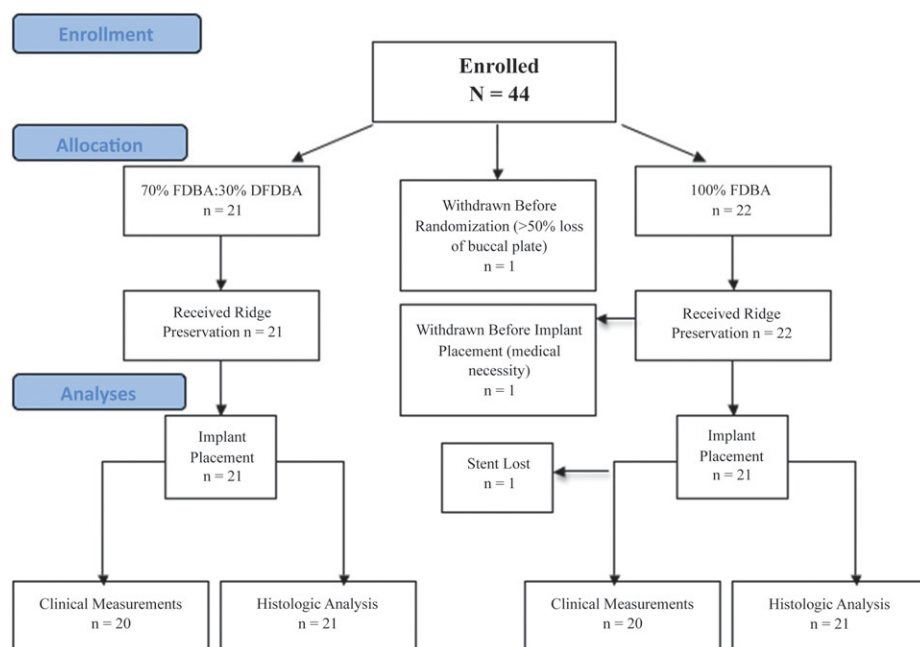 Enrollment
Enrolled
N = 44
Allocation
70% FDBA:30% DFDBA
n = 21
Withdrawn Before
Randomization (>50% loss
of buccal plate)
n = 1
100% FDBA
n = 22
Received Ridge
Preservation n = 21
Withdrawn Before Implant
Placement (medical
necessity)
n = 1
Received Ridge
Preservation n = 22
Analyses
Implant
Placement
n = 21
Stent Lost
n = 1
Implant
Placement
n = 21
Clinical Measurements
n = 20
Histologic Analysis
n = 21
Clinical Measurements
n = 20
Histologic Analysis
n = 21